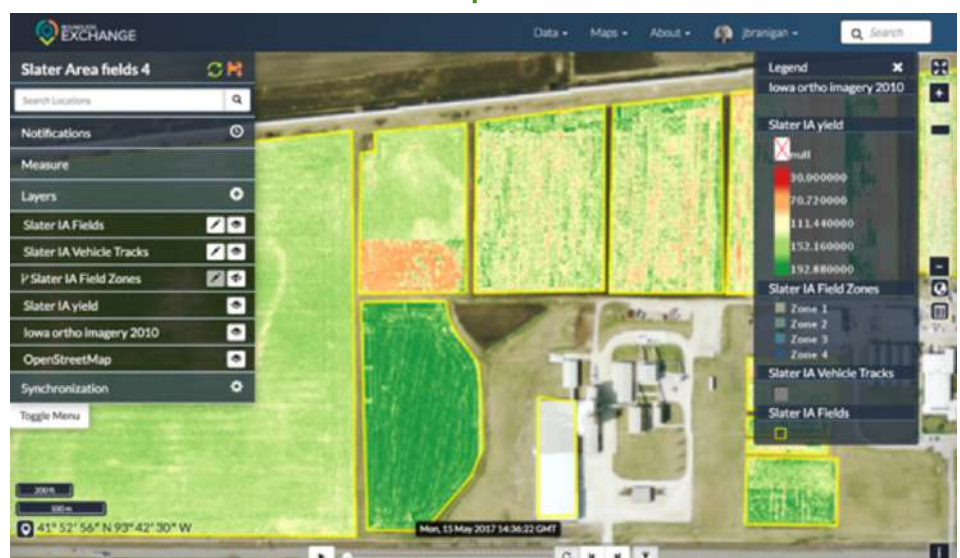 BOUNDLESS
EXCHANGE
Data
Maps
About
jbranigan
Search
Slater Area fields 4
Search Locations
Notifications
Measure
Layers
Slater IA Fields
Slater IA Vehicle Tracks
Slater IA Field Zones
Slater IA yield
Iowa ortho imagery 2010
OpenStreetMap
Synchronization
Toggle Menu
200 ft
100 m
41° 52' 56" N 93° 42' 30" W
Mon, 15 May 2017 14:36:22 GMT
Legend
Iowa ortho imagery 2010
Slater IA yield
null
30.000000
70.720000
111.440000
152.160000
192.880000
Slater IA Field Zones
Zone 1
Zone 2
Zone 3
Zone 4
Slater IA Vehicle Tracks
Slater IA Fields